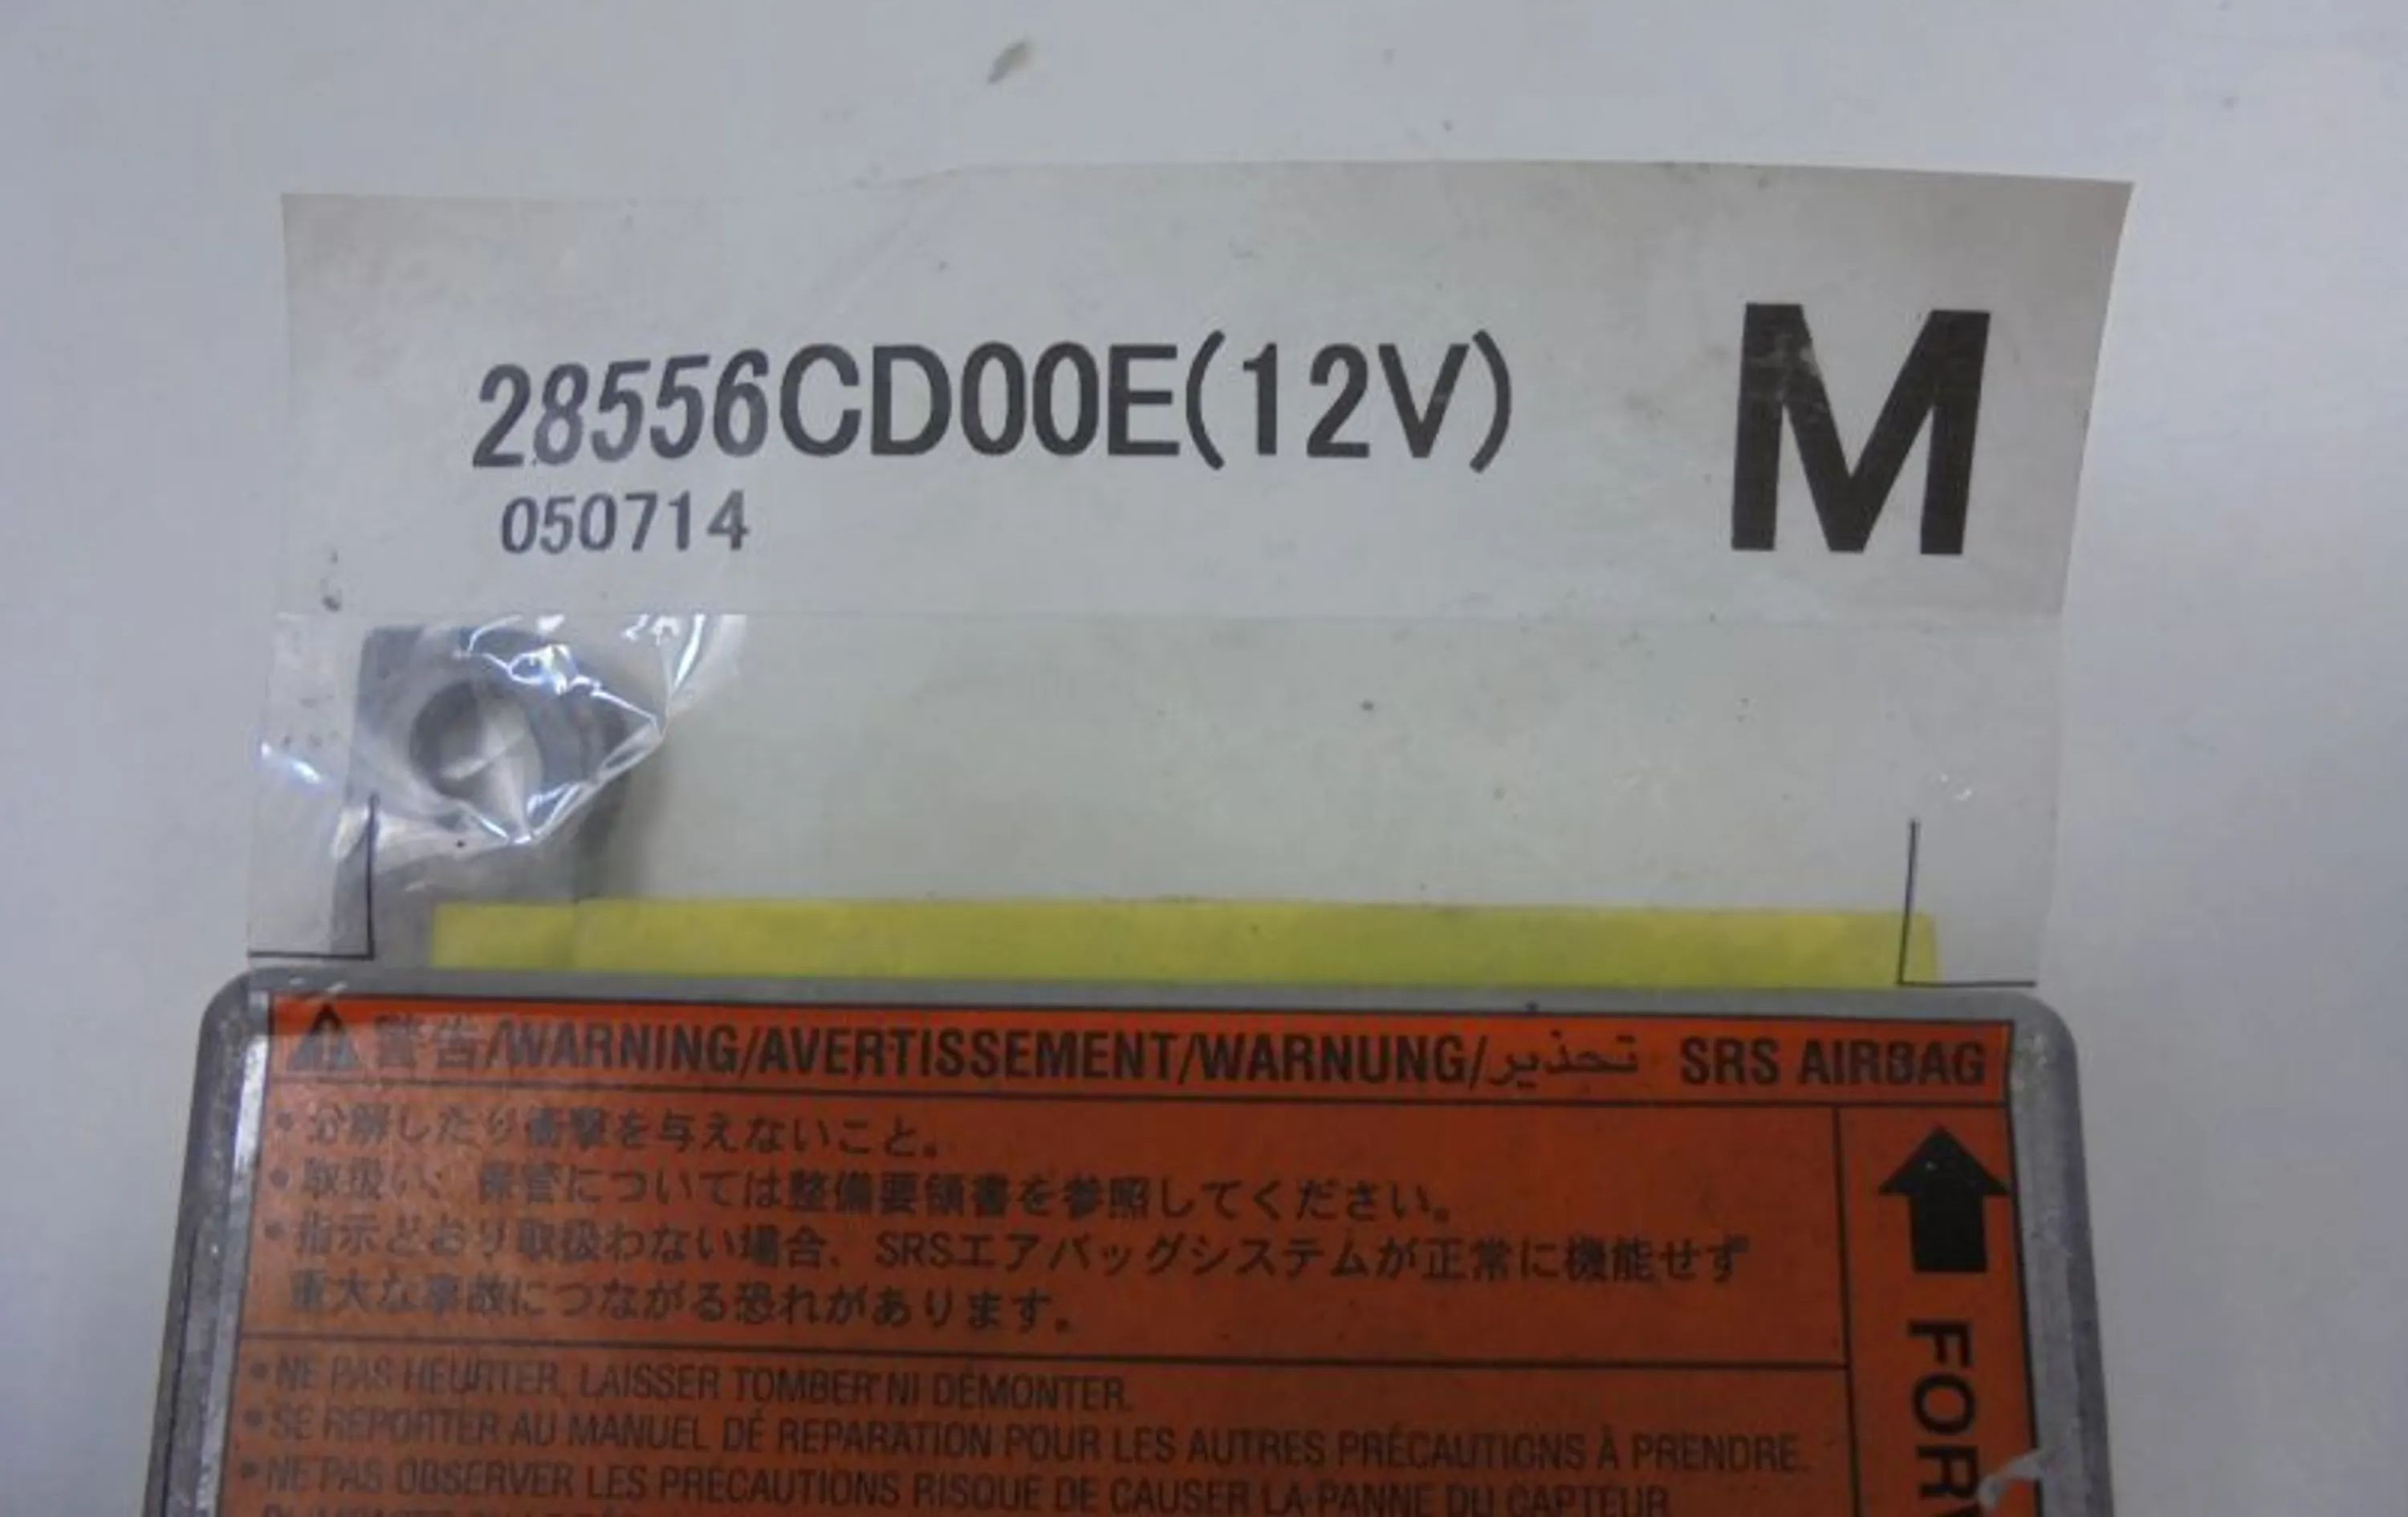 28556CD00E(12V)
M
050714
警告/WARNING/AVERTISSEMENT/WARNUNG/تحذير SRS AIRBAG
• 分解したり衝撃を与えないこと。
• 取扱い、保管については整備要領書を参照してください。
• 指示どおり取扱わない場合、SRSエアバッグシステムが正常に機能せず
重大な事故につながる恐れがあります。
• NE PAS HEURTER, LAISSER TOMBER NI DÉMONTER.
• SE REPORTER AU MANUEL DE REPARATION POUR LES AUTRES PRÉCAUTIONS À PRENDRE.
• NE PAS OBSERVER LES PRÉCAUTIONS RISQUE DE CAUSER LA PANNE DU CAPTEUR
FOR